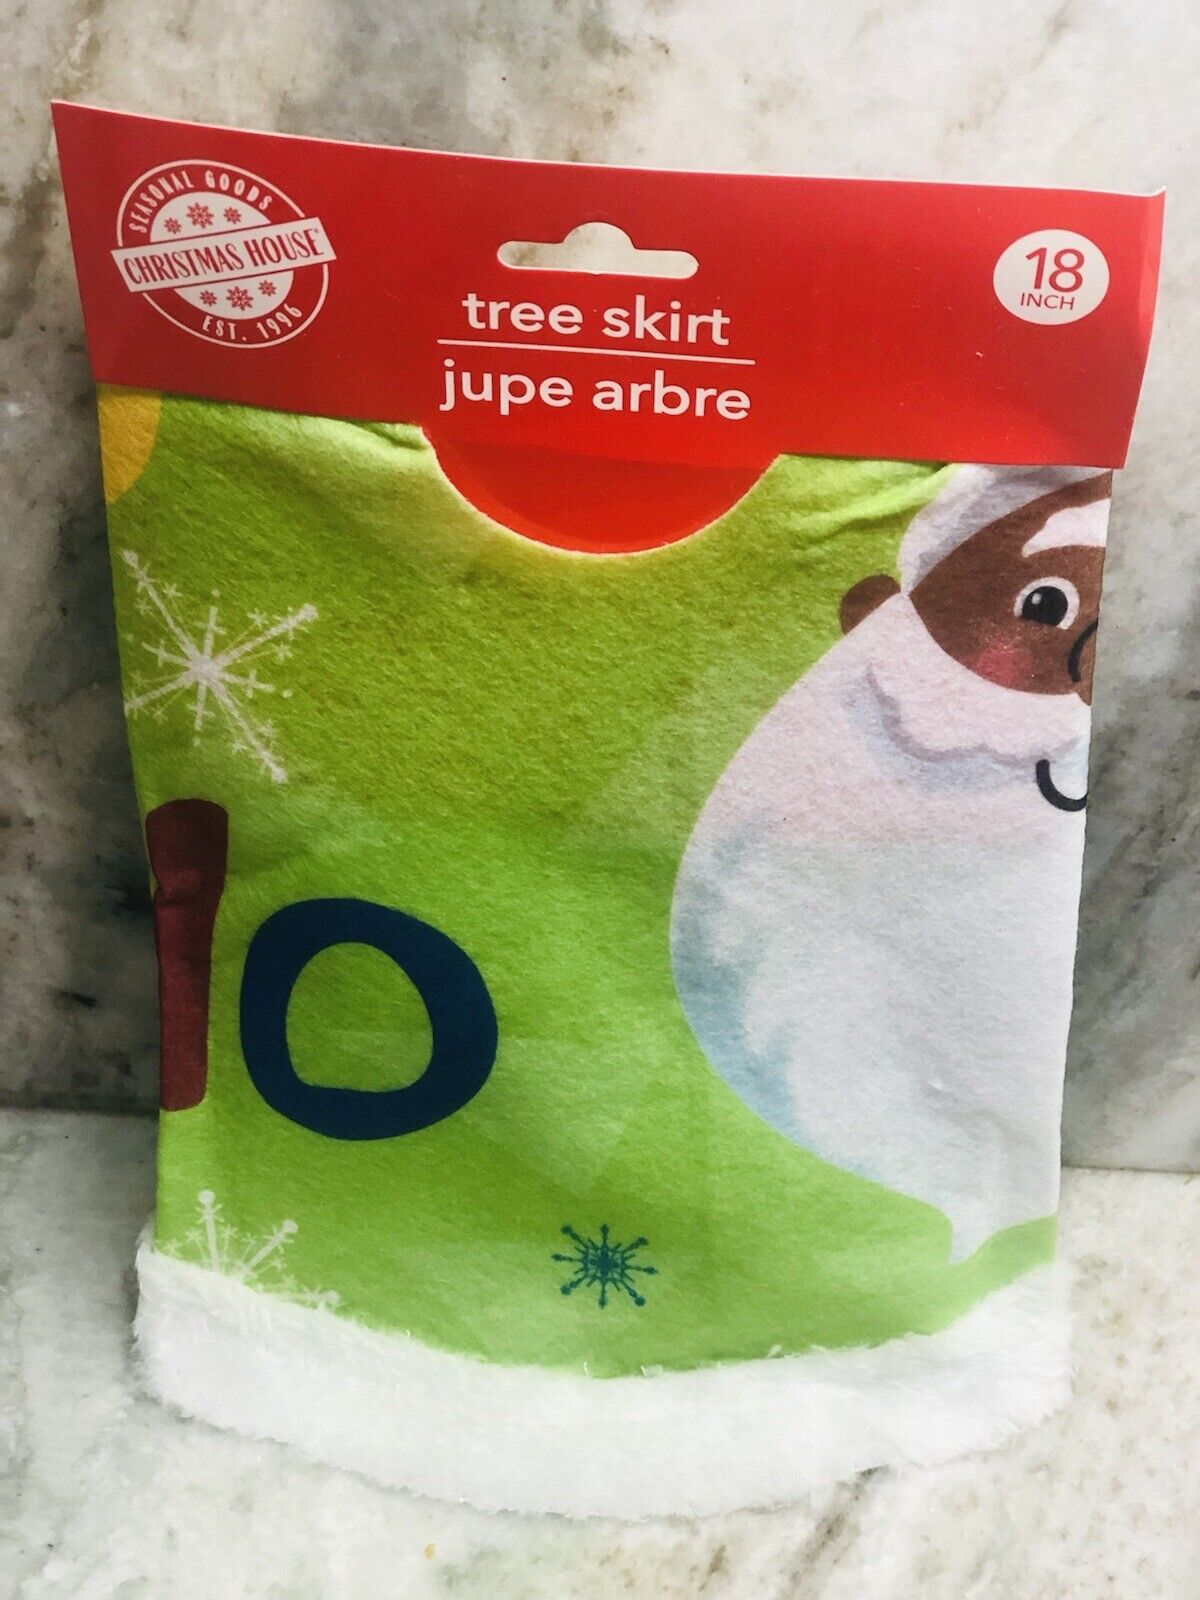 SEASONAL GOODS
CHRISTMAS HOUSE®
EST. 1996
tree skirt
jupe arbre
18
INCH
o